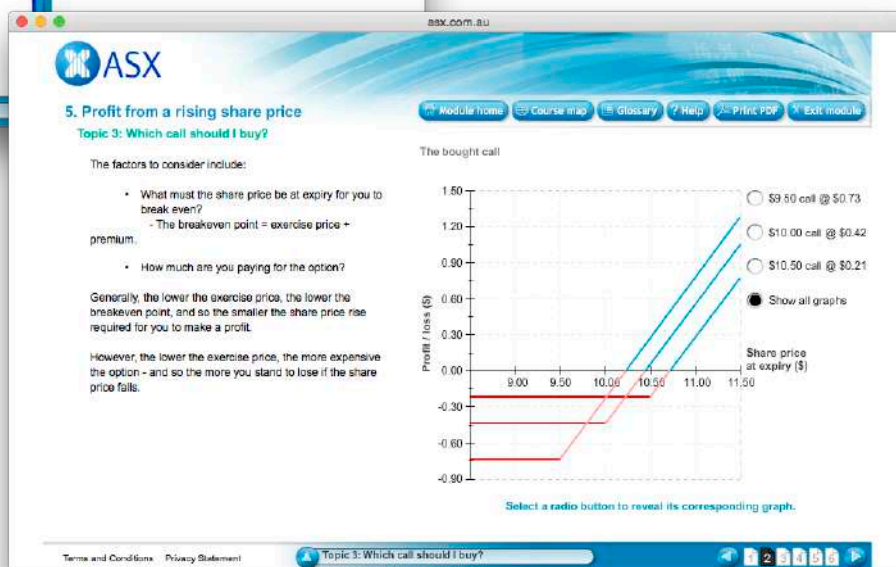 asx.com.au
ASX
5. Profit from a rising share price
Module home Course map Glossary ? Help Print PDF Exit module
Topic 3: Which call should I buy?
The factors to consider include:
• What must the share price be at expiry for you to
break even?
- The breakeven point = exercise price +
premium.
• How much are you paying for the option?
Generally, the lower the exercise price, the lower the
breakeven point, and so the smaller the share price rise
required for you to make a profit.
However, the lower the exercise price, the more expensive
the option - and so the more you stand to lose if the share
price falls.
The bought call
Profit / loss ($)
1.50
1.20
0.90
0.60
0.30
0.00
-0.30
-0.60
-0.90
9.00 9.50 10.00 10.50 11.00 11.50
Share price
at expiry ($)
$9.50 call @ $0.73
$10.00 call @ $0.42
$10.50 call @ $0.21
Show all graphs
Select a radio button to reveal its corresponding graph.
Terms and Conditions Privacy Statement
Topic 3: Which call should I buy?
1 2 3 4 5 6